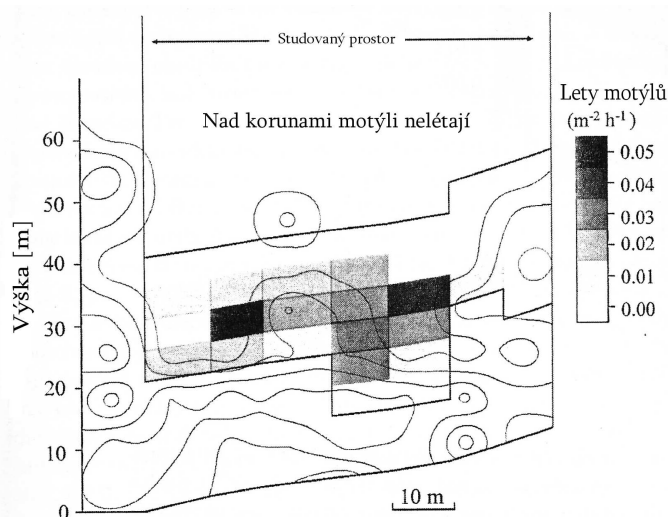 Studovaný prostor
Lety motýlů
(m⁻² h⁻¹)
Nad korunami motýli nelétají
0.05
0.04
0.03
0.02
0.01
0.00
Výška [m]
60
50
40
30
20
10
0
10 m